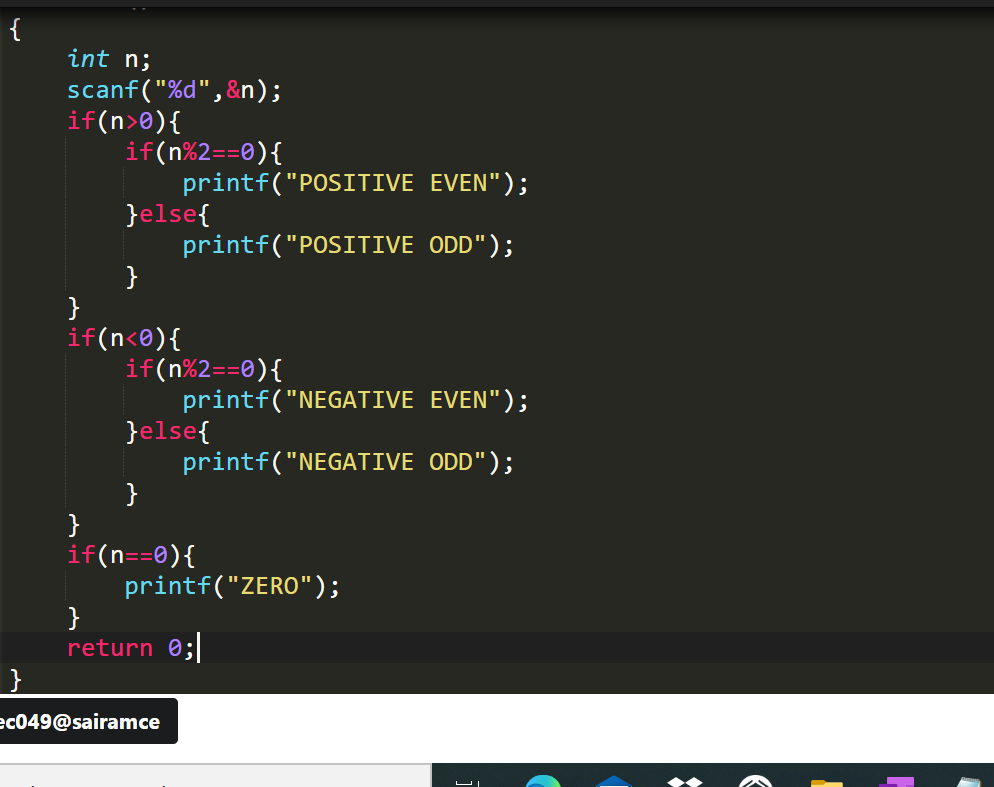 {
    int n;
    scanf("%d",&n);
    if(n>0){
        if(n%2==0){
            printf("POSITIVE EVEN");
        }else{
            printf("POSITIVE ODD");
        }
    }
    if(n<0){
        if(n%2==0){
            printf("NEGATIVE EVEN");
        }else{
            printf("NEGATIVE ODD");
        }
    }
    if(n==0){
        printf("ZERO");
    }
    return 0;
}
ec049@sairamce